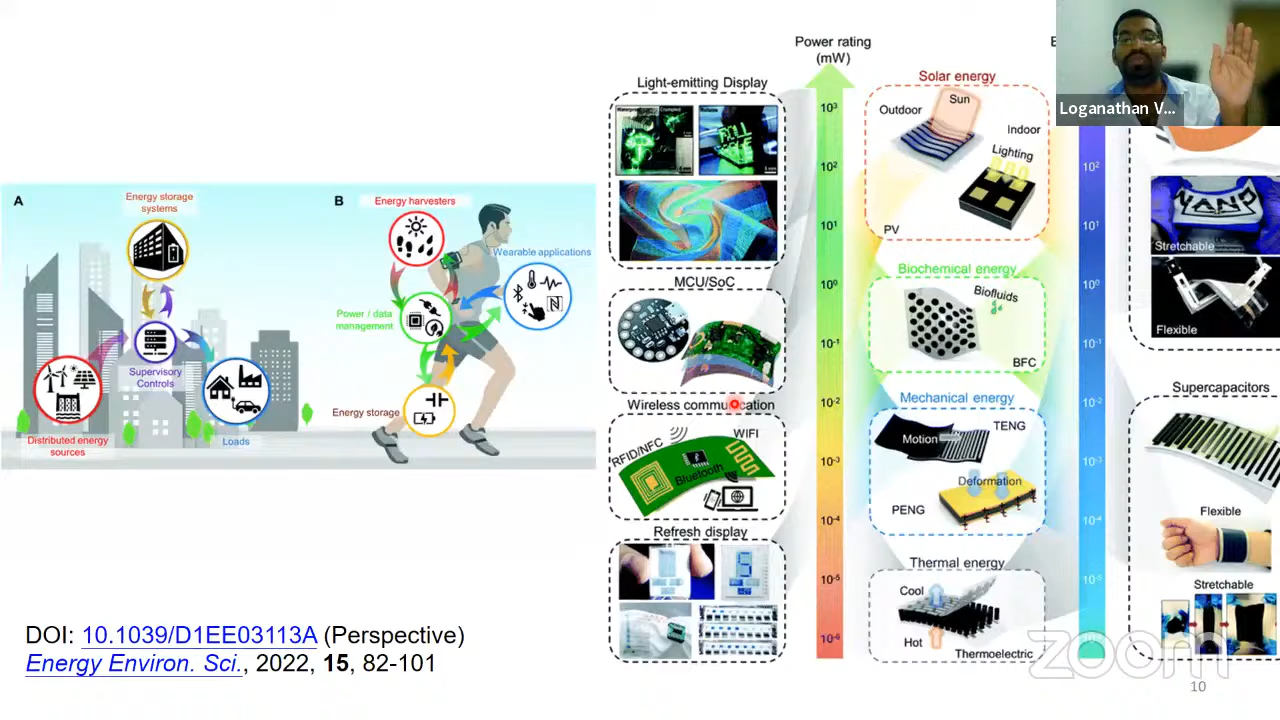 A
Energy storage
systems
Supervisory
Controls
Distributed energy
sources
Loads
B
Energy harvesters
Wearable applications
Power / data
management
Energy storage
DOI: 10.1039/D1EE03113A (Perspective)
Energy Environ. Sci., 2022, 15, 82-101
Light-emitting Display
MCU/SoC
Wireless communication
RFID/NFC
WIFI
Bluetooth
Refresh display
Power rating
(mW)
10³
10²
10¹
10⁰
10⁻¹
10⁻²
10⁻³
10⁻⁴
10⁻⁵
10⁻⁶
Solar energy
Sun
Outdoor
Indoor
Lighting
PV
Biochemical energy
Biofluids
BFC
Mechanical energy
TENG
Motion
Deformation
PENG
Thermal energy
Cool
Hot
Thermoelectric
E
10²
10¹
10⁰
10⁻¹
10⁻²
10⁻³
10⁻⁴
10⁻⁵
Loganathan V...
NANO
Stretchable
Flexible
Supercapacitors
Flexible
Stretchable
zoom
10